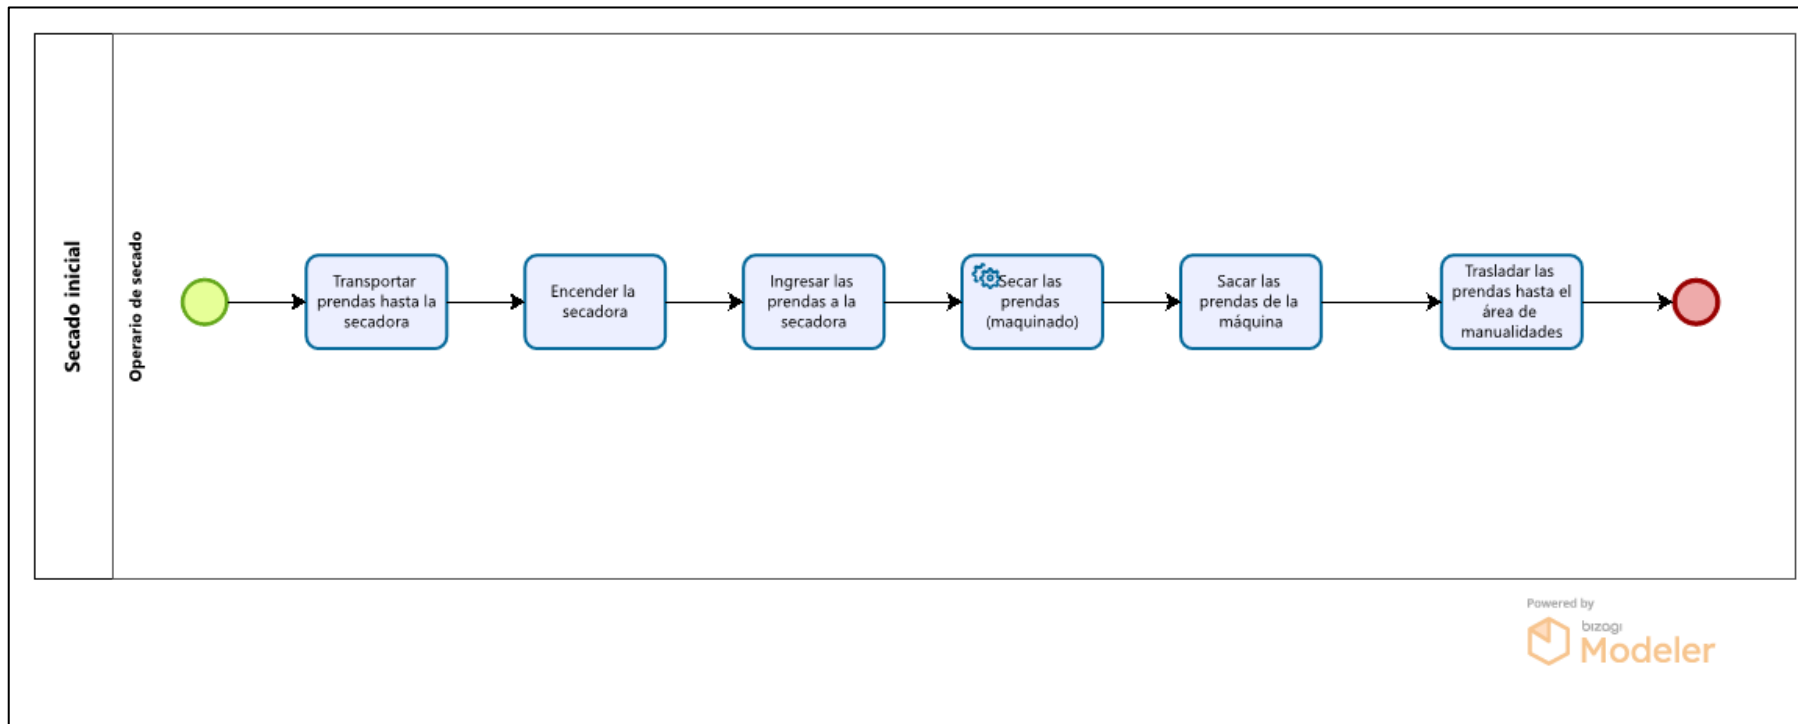 Secado inicial
Operario de secado
Transportar
prendas hasta la
secadora
Encender la
secadora
Ingresar las
prendas a la
secadora
Secar las
prendas
(maquinado)
Sacar las
prendas de la
máquina
Trasladar las
prendas hasta el
área de
manualidades
Powered by
bizagi
Modeler